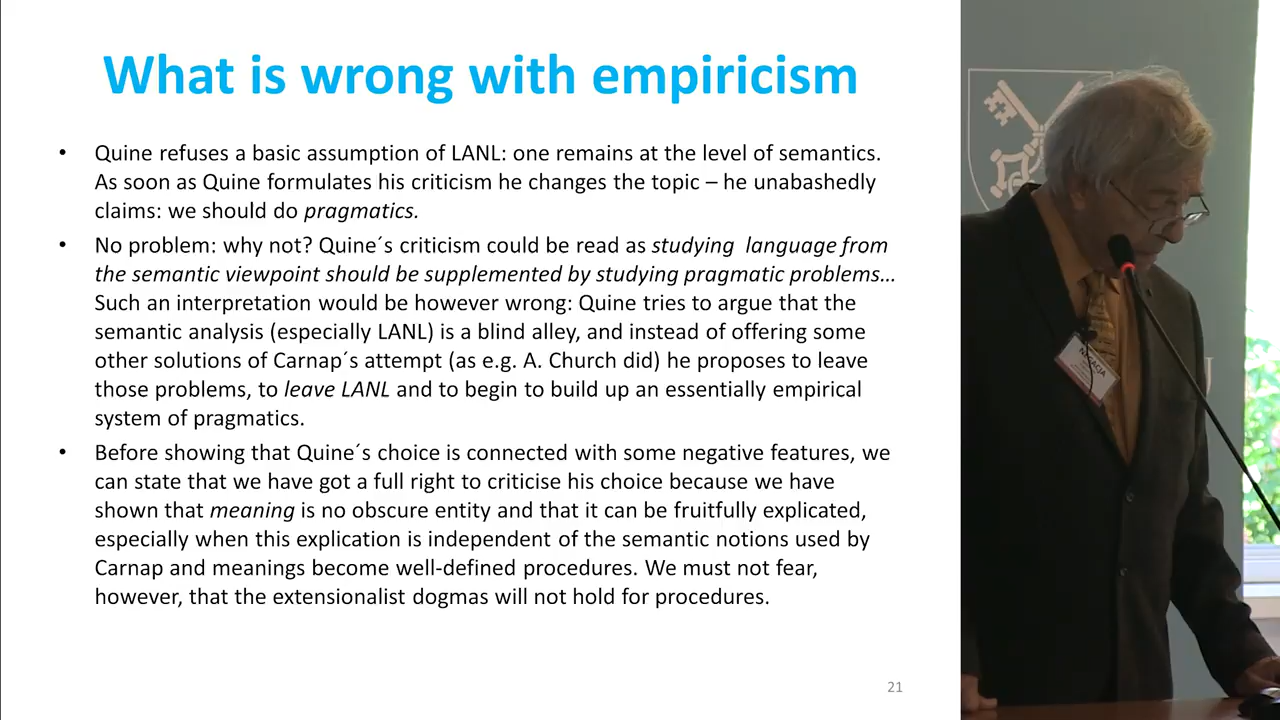 What is wrong with empiricism
• Quine refuses a basic assumption of LANL: one remains at the level of semantics.
As soon as Quine formulates his criticism he changes the topic – he unabashedly
claims: we should do pragmatics.
• No problem: why not? Quine´s criticism could be read as studying language from
the semantic viewpoint should be supplemented by studying pragmatic problems…
Such an interpretation would be however wrong: Quine tries to argue that the
semantic analysis (especially LANL) is a blind alley, and instead of offering some
other solutions of Carnap´s attempt (as e.g. A. Church did) he proposes to leave
those problems, to leave LANL and to begin to build up an essentially empirical
system of pragmatics.
• Before showing that Quine´s choice is connected with some negative features, we
can state that we have got a full right to criticise his choice because we have
shown that meaning is no obscure entity and that it can be fruitfully explicated,
especially when this explication is independent of the semantic notions used by
Carnap and meanings become well-defined procedures. We must not fear,
however, that the extensionalist dogmas will not hold for procedures.
21